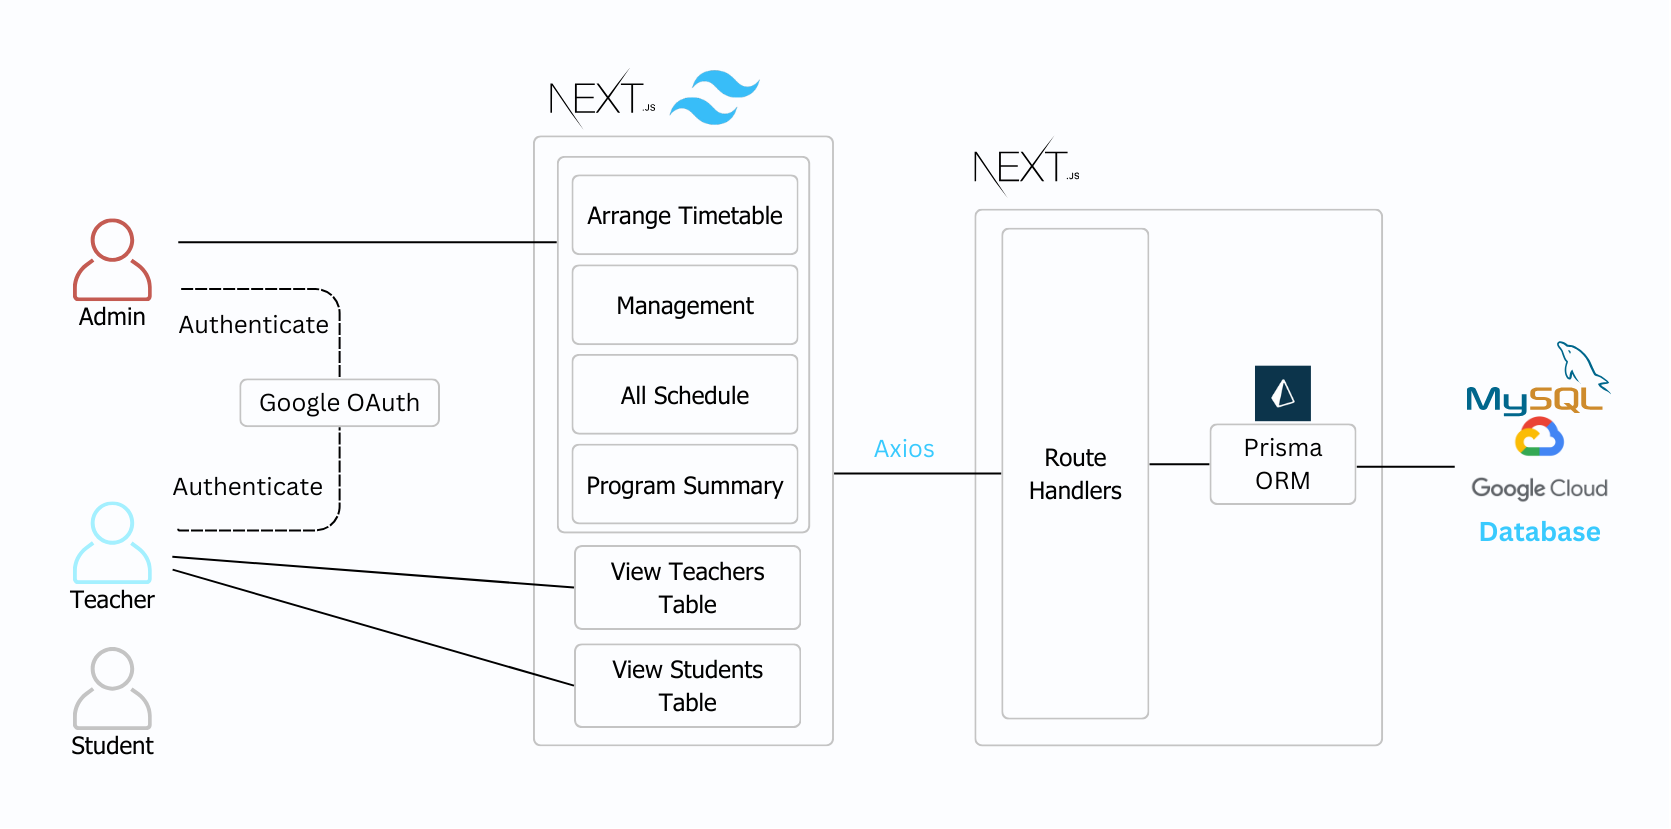 NEXT.JS
NEXT.JS
Arrange Timetable
Management
All Schedule
Program Summary
View Teachers
Table
View Students
Table
Admin
Authenticate
Google OAuth
Authenticate
Teacher
Student
Axios
Route
Handlers
Prisma
ORM
MySQL
Google Cloud
Database